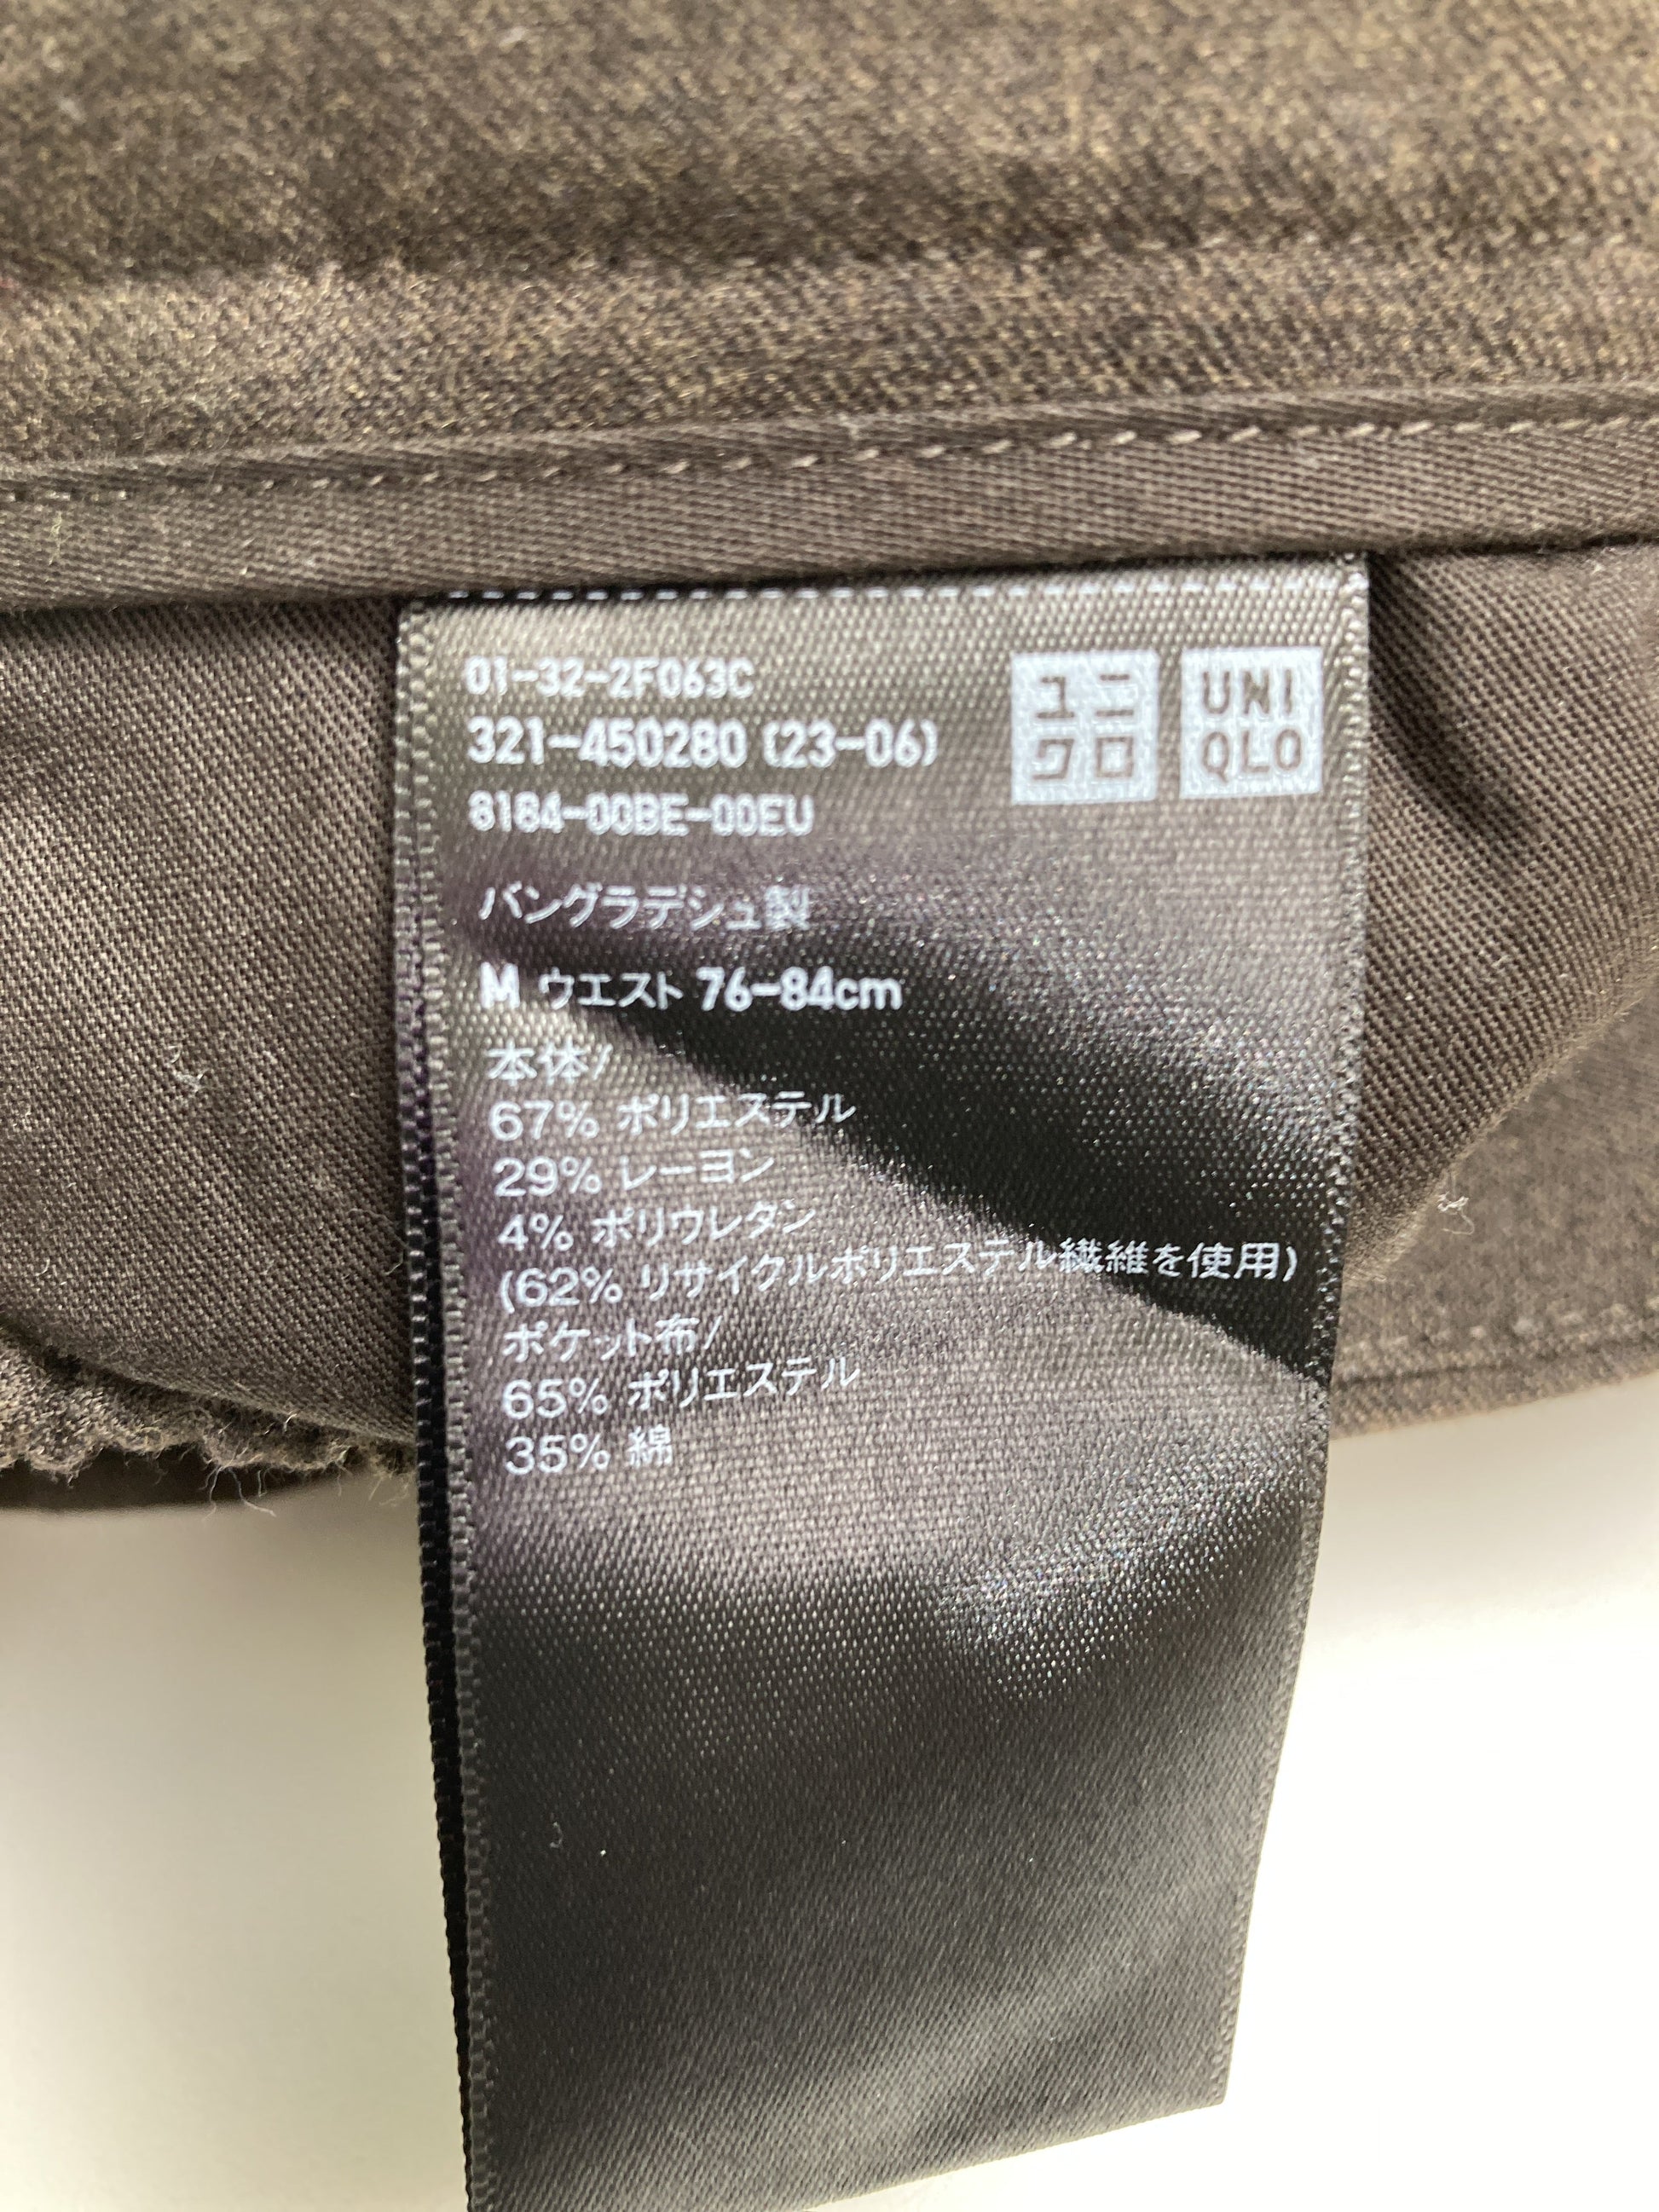 01-32-2F063C
321-450280 (23-06)
8184-00BE-00EU
ユニ
クロ
UNI
QLO
バングラデシュ製
M ウエスト 76-84cm
本体/
67% ポリエステル
29% レーヨン
4% ポリウレタン
(62% リサイクルポリエステル繊維を使用)
ポケット布/
65% ポリエステル
35% 綿